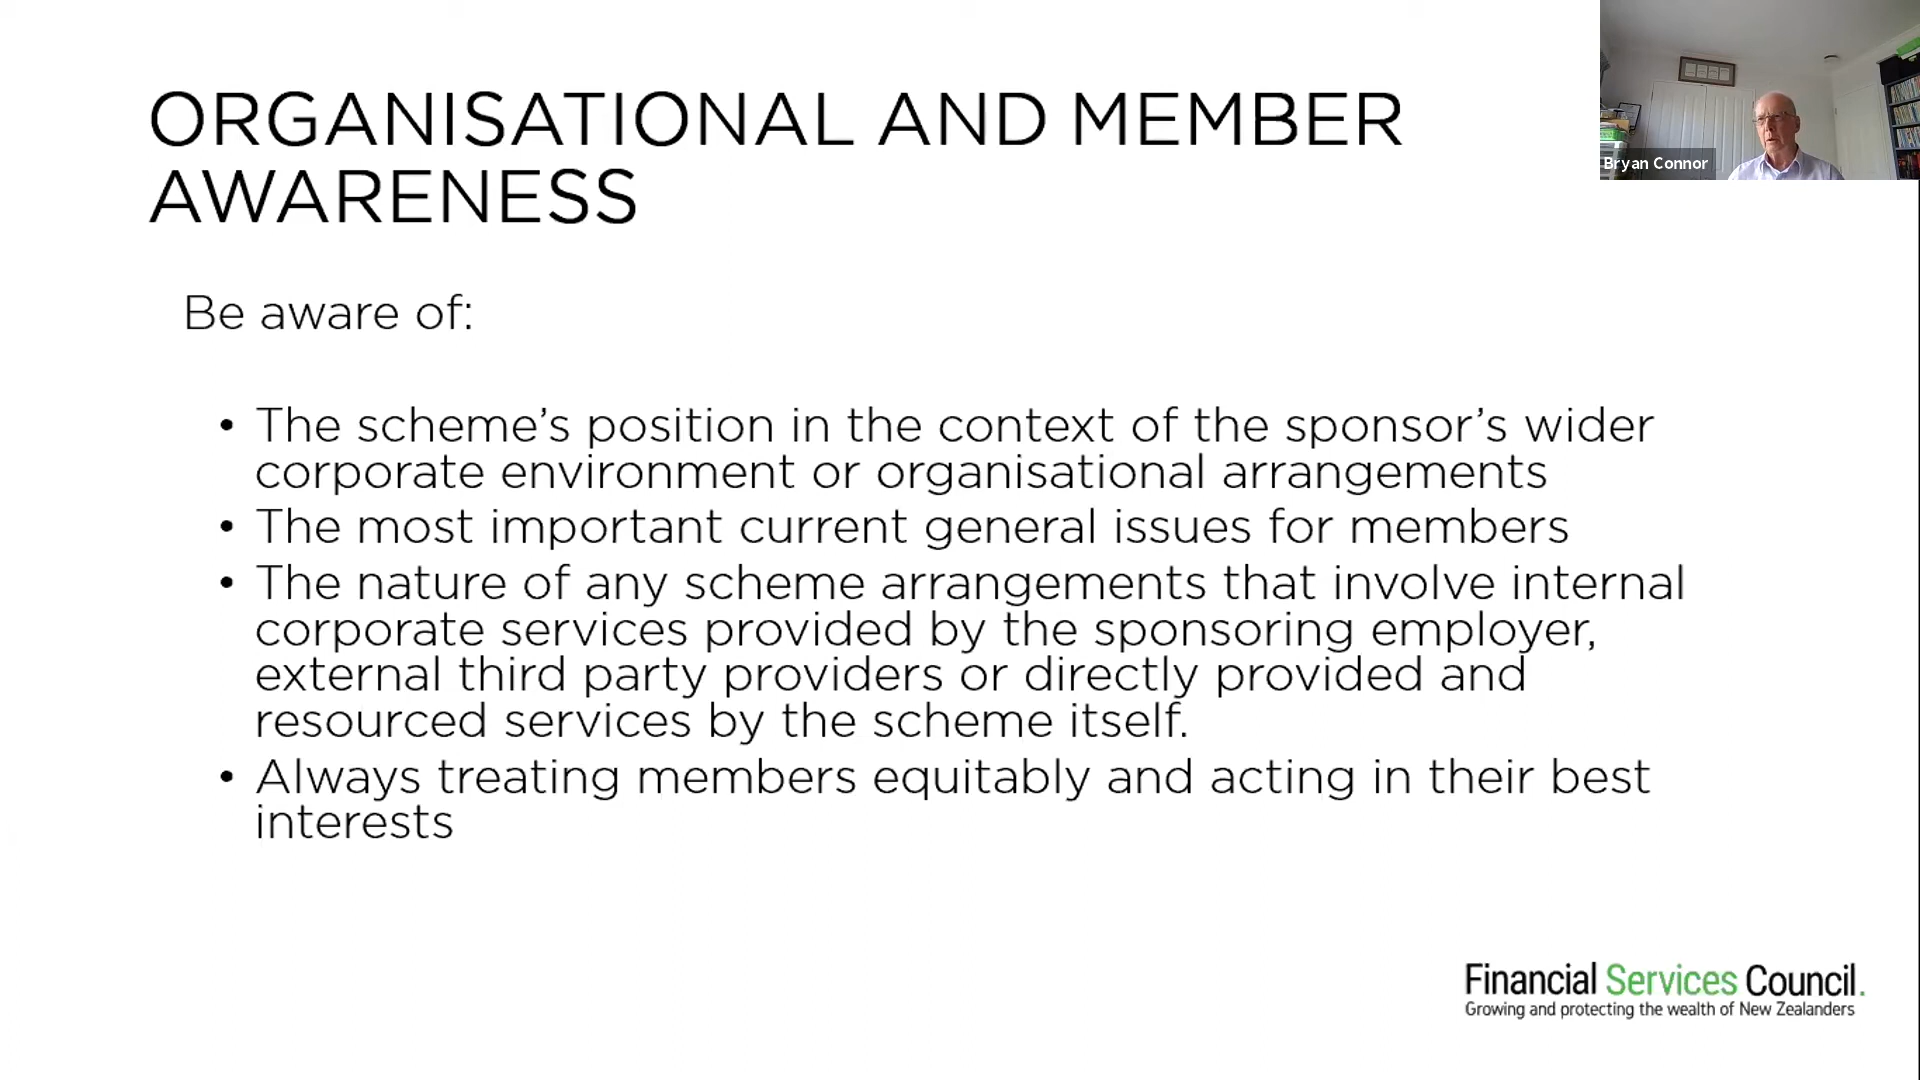 ORGANISATIONAL AND MEMBER
AWARENESS
Bryan Connor
Be aware of:
• The scheme’s position in the context of the sponsor’s wider
corporate environment or organisational arrangements
• The most important current general issues for members
• The nature of any scheme arrangements that involve internal
corporate services provided by the sponsoring employer,
external third party providers or directly provided and
resourced services by the scheme itself.
• Always treating members equitably and acting in their best
interests
Financial Services Council.
Growing and protecting the wealth of New Zealanders